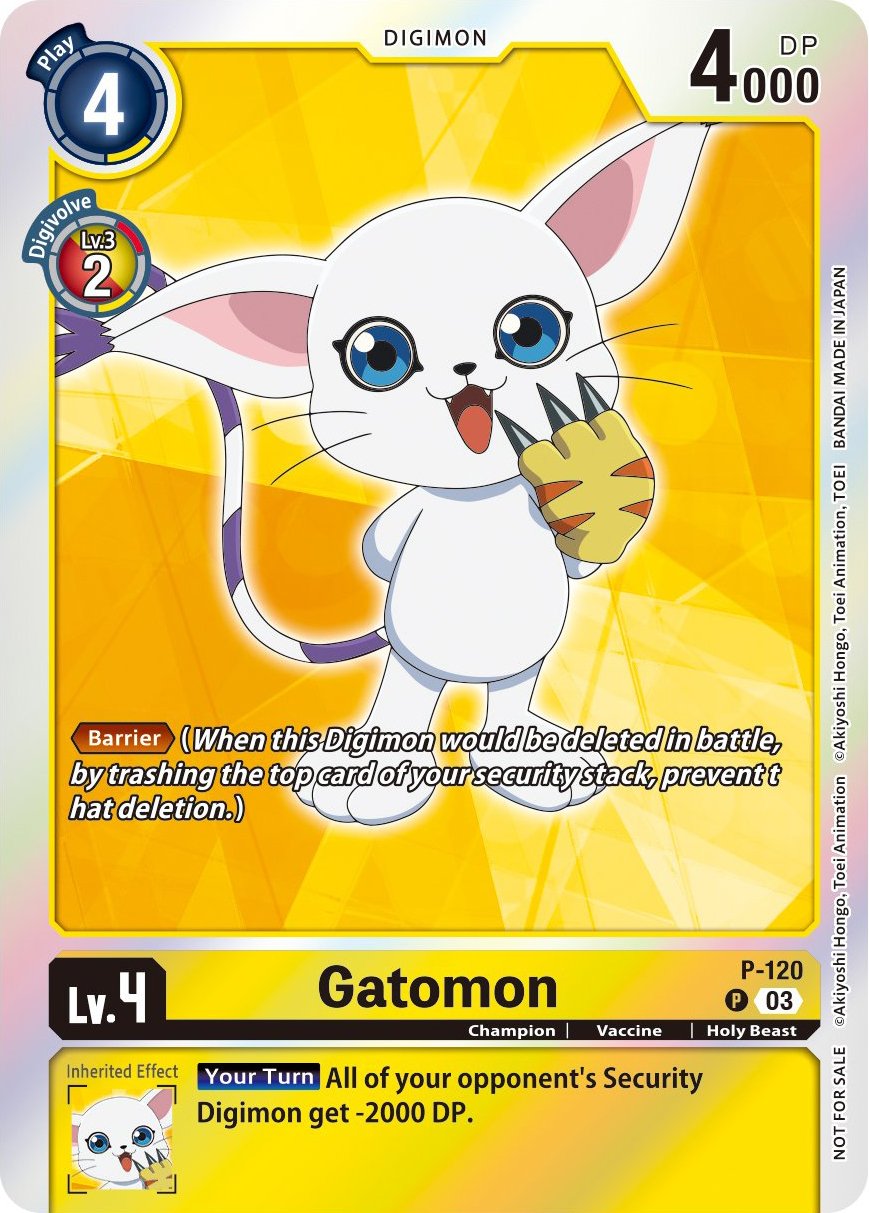 DIGIMON
Play
4
DP
4000
Digivolve
Lv.3
2
Barrier (When this Digimon would be deleted in battle,
by trashing the top card of your security stack, prevent t
hat deletion.)
Lv.4
Gatomon
P-120
P 03
Champion | Vaccine | Holy Beast
Inherited Effect
Your Turn All of your opponent's Security
Digimon get -2000 DP.
NOT FOR SALE ©Akiyoshi Hongo, Toei Animation ©Akiyoshi Hongo, Toei Animation, TOEI BANDAI MADE IN JAPAN